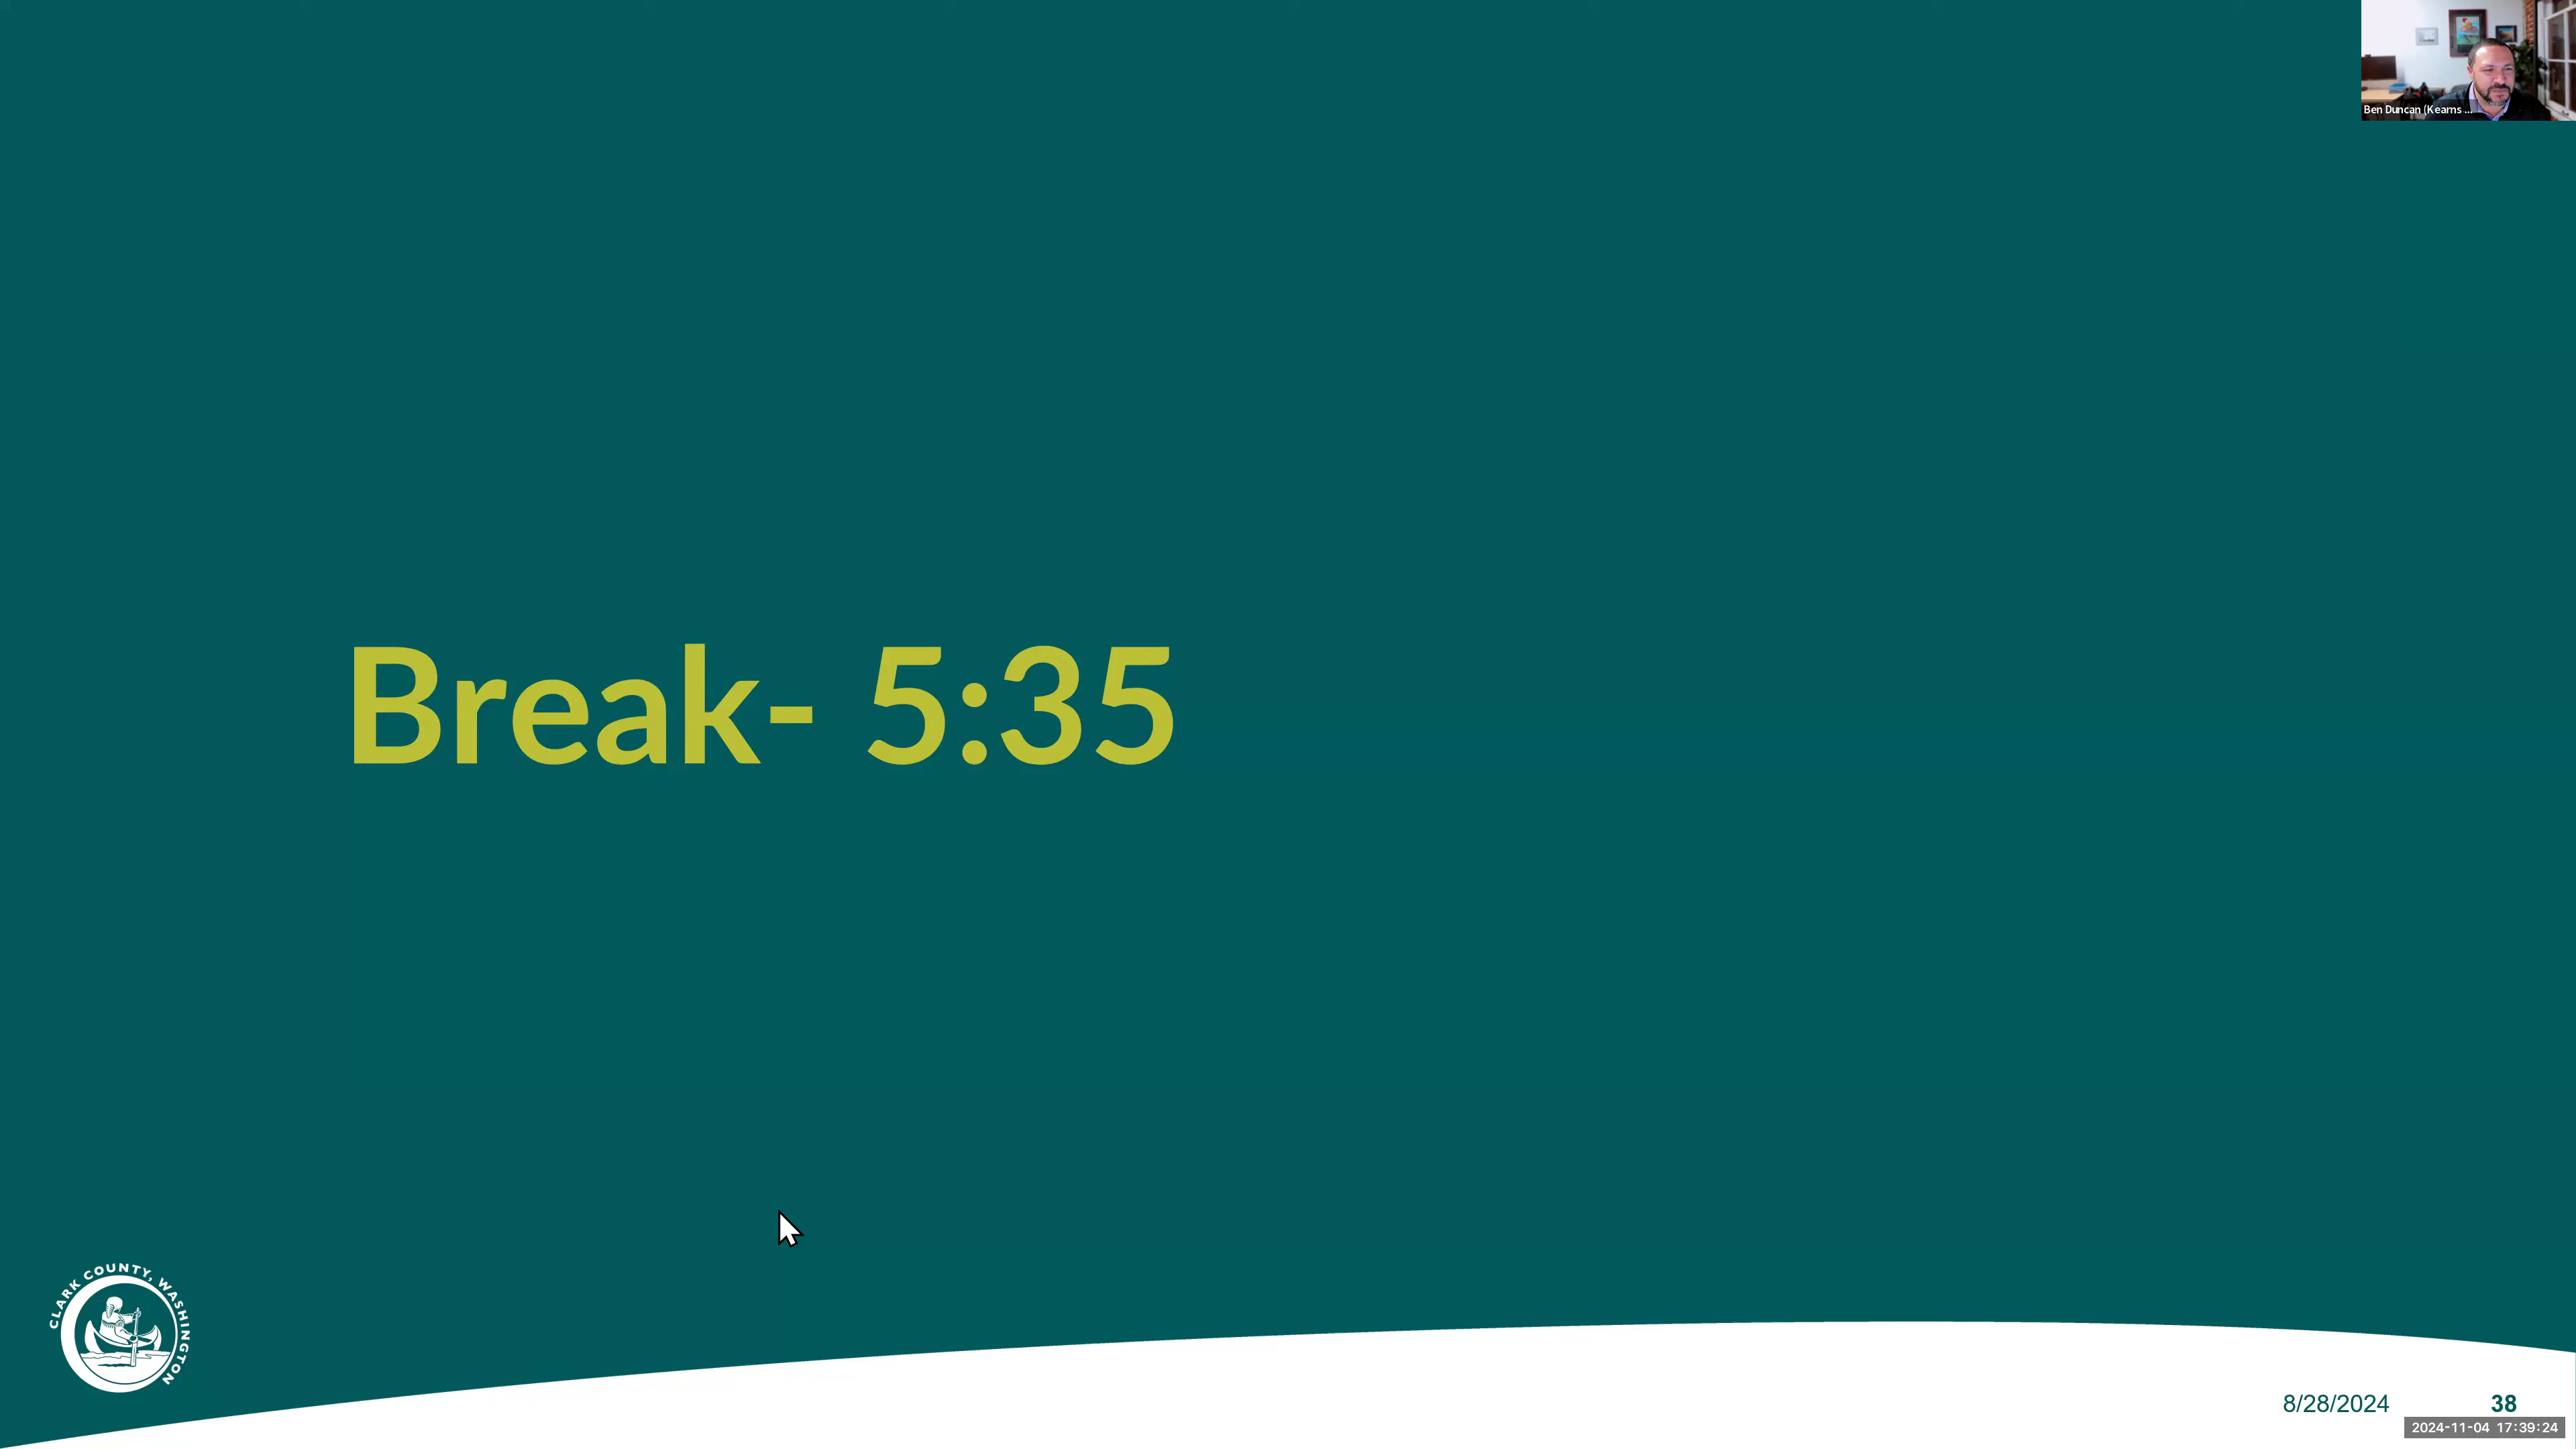 Ben Duncan (Kearns ...
Break- 5:35
CLARK COUNTY, WASHINGTON
8/28/2024
38
2024-11-04 17:39:24